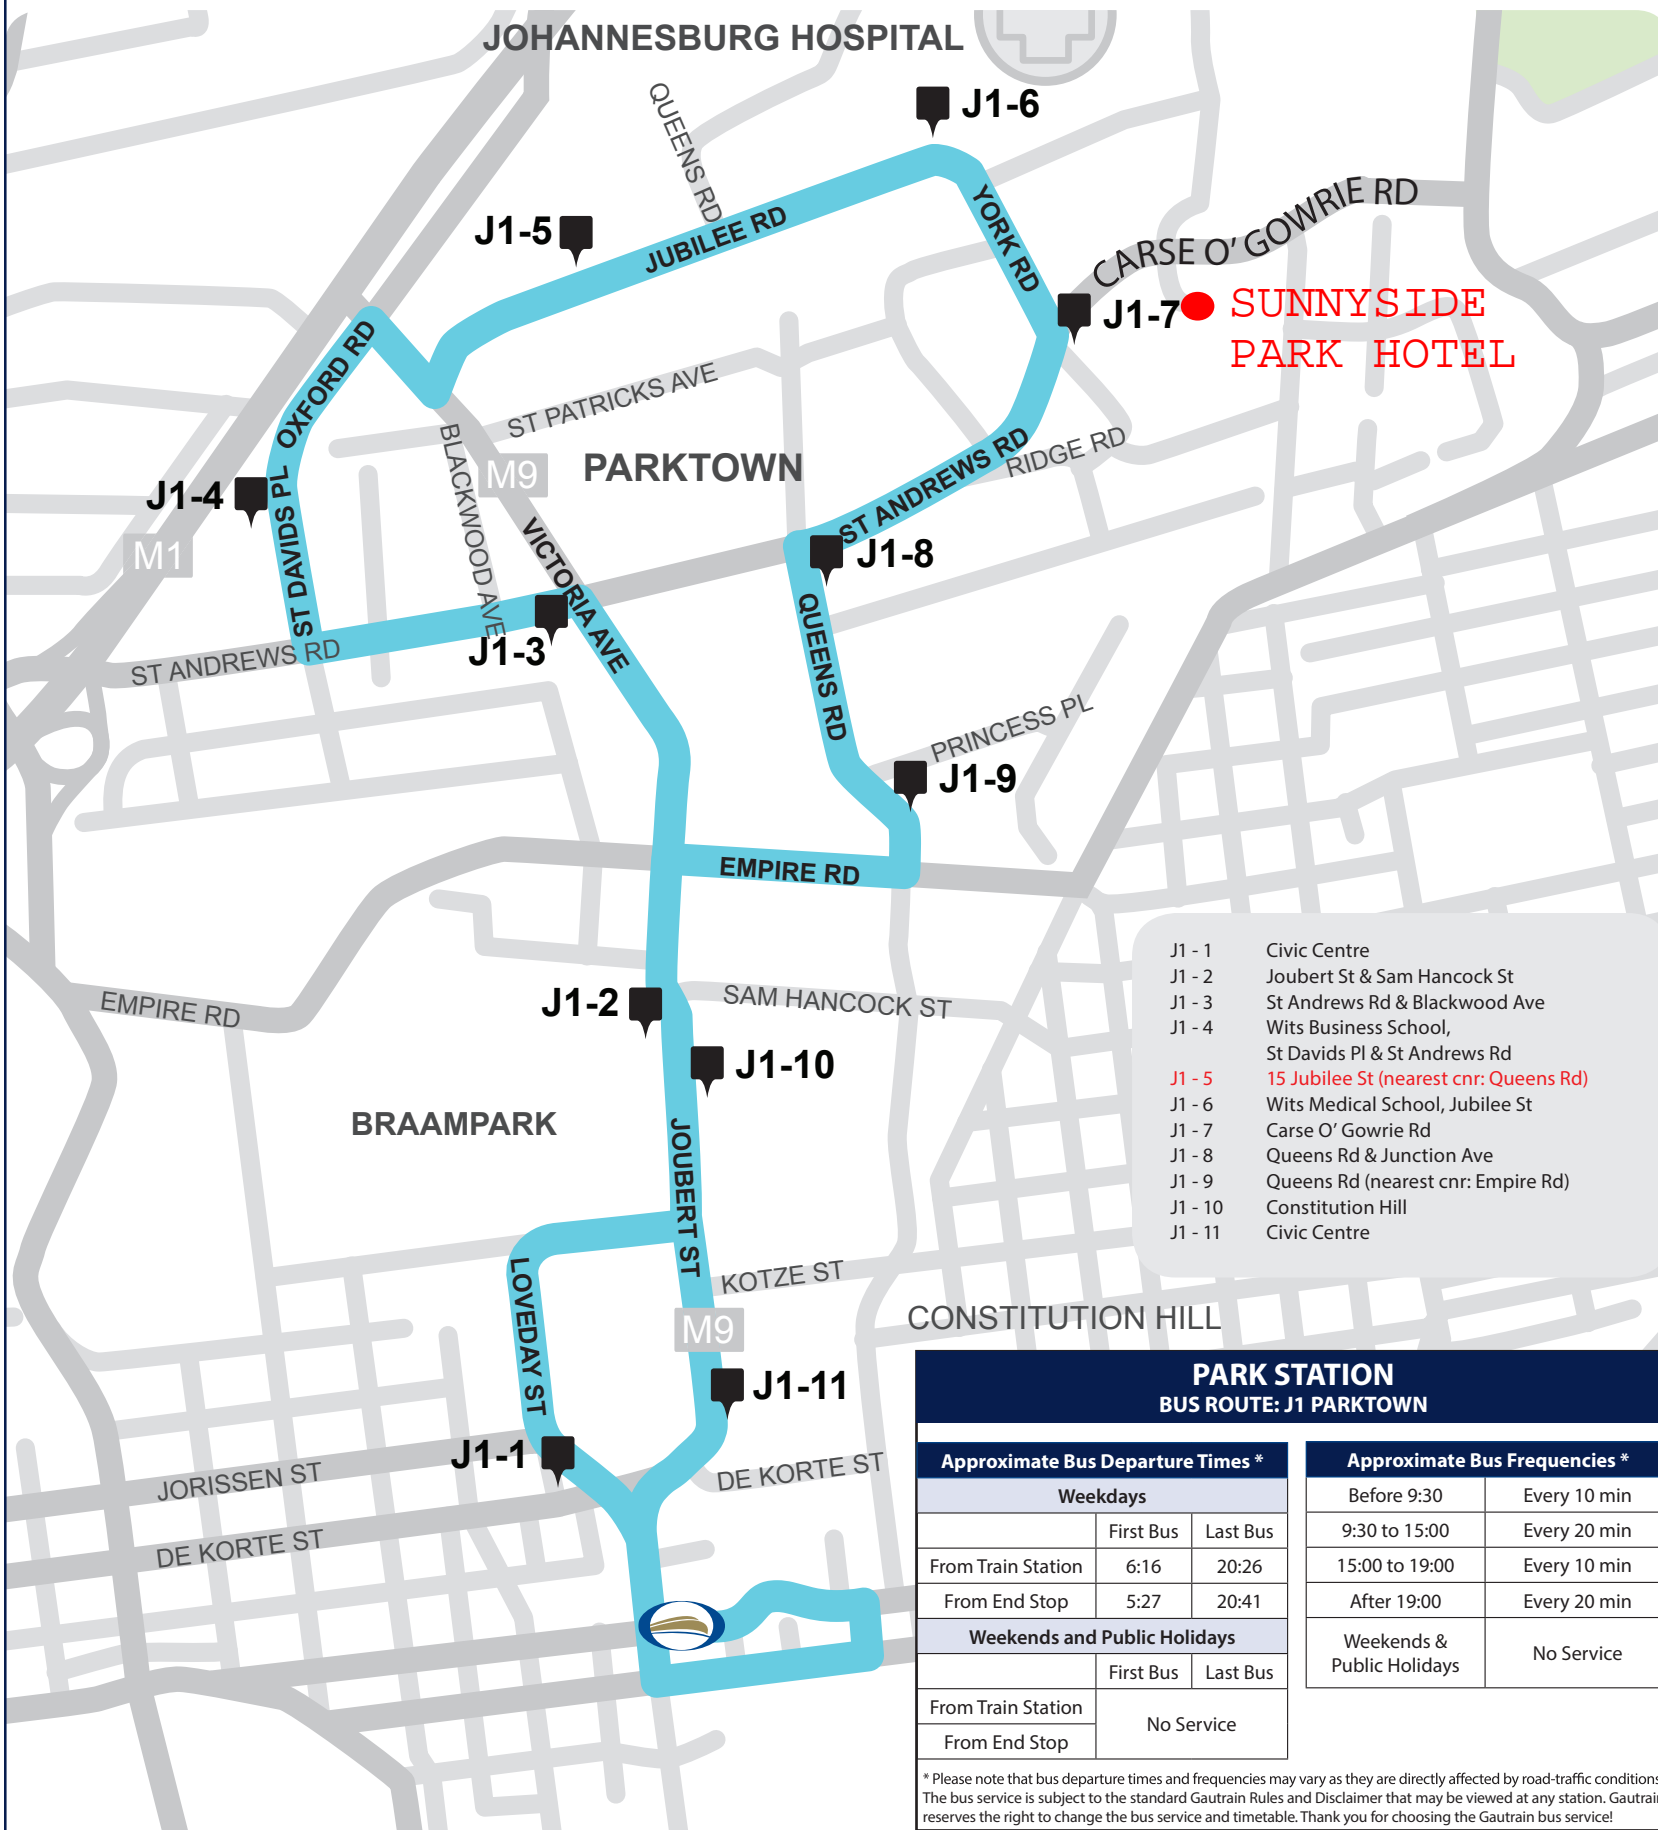 JOHANNESBURG HOSPITAL
QUEENS RD
J1-6
J1-5
JUBILEE RD
YORK RD
CARSE O' GOWRIE RD
J1-7
SUNNYSIDE
PARK HOTEL
OXFORD RD
ST PATRICKS AVE
BLACKWOOD AVE
M9
PARKTOWN
ST ANDREWS RD
RIDGE RD
J1-4
ST DAVIDS PL
M1
VICTORIA AVE
J1-8
J1-3
ST ANDREWS RD
QUEENS RD
PRINCESS PL
J1-9
EMPIRE RD
EMPIRE RD
J1-2
SAM HANCOCK ST
J1-10
BRAAMPARK
JOUBERT ST
LOVEDAY ST
KOTZE ST
M9
CONSTITUTION HILL
J1-11
J1-1
JORISSEN ST
DE KORTE ST
DE KORTE ST
J1 - 1 Civic Centre
J1 - 2 Joubert St & Sam Hancock St
J1 - 3 St Andrews Rd & Blackwood Ave
J1 - 4 Wits Business School,
St Davids Pl & St Andrews Rd
J1 - 5 15 Jubilee St (nearest cnr: Queens Rd)
J1 - 6 Wits Medical School, Jubilee St
J1 - 7 Carse O' Gowrie Rd
J1 - 8 Queens Rd & Junction Ave
J1 - 9 Queens Rd (nearest cnr: Empire Rd)
J1 - 10 Constitution Hill
J1 - 11 Civic Centre
PARK STATION
BUS ROUTE: J1 PARKTOWN
Approximate Bus Departure Times *
Weekdays
First Bus Last Bus
From Train Station 6:16 20:26
From End Stop 5:27 20:41
Weekends and Public Holidays
First Bus Last Bus
From Train Station
No Service
From End Stop
Approximate Bus Frequencies *
Before 9:30 Every 10 min
9:30 to 15:00 Every 20 min
15:00 to 19:00 Every 10 min
After 19:00 Every 20 min
Weekends &
Public Holidays
No Service
* Please note that bus departure times and frequencies may vary as they are directly affected by road-traffic conditions
The bus service is subject to the standard Gautrain Rules and Disclaimer that may be viewed at any station. Gautrain
reserves the right to change the bus service and timetable. Thank you for choosing the Gautrain bus service!